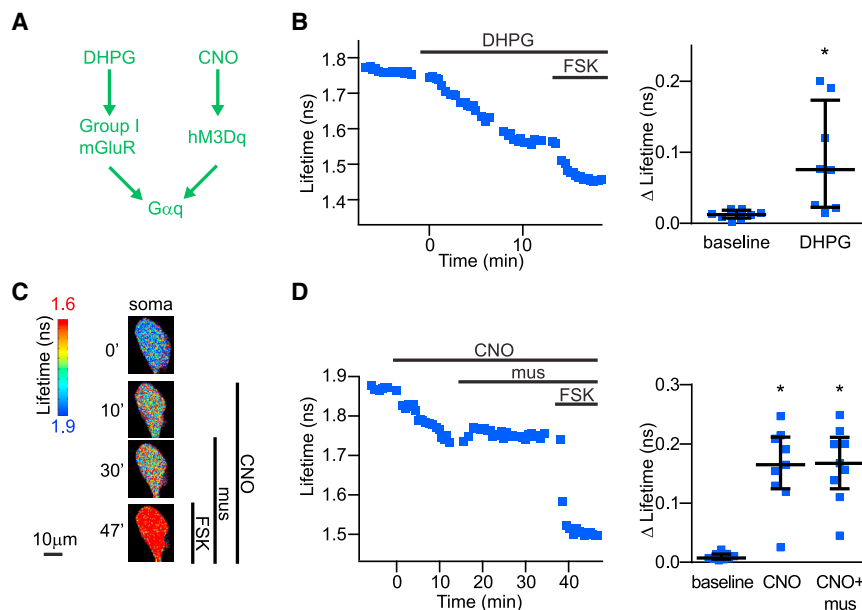 A
DHPG
CNO
Group I
mGluR
hM3Dq
Gαq
B
DHPG
FSK
1.8
1.7
1.6
1.5
1.4
Lifetime (ns)
0
10
Time (min)
*
0.2
0.1
0.0
Δ Lifetime (ns)
baseline
DHPG
C
1.6
Lifetime (ns)
1.9
soma
0'
10'
30'
47'
CNO
mus
FSK
10μm
D
CNO
mus
FSK
1.9
1.8
1.7
1.6
1.5
Lifetime (ns)
0
10
20
30
40
Time (min)
*
*
0.3
0.2
0.1
0.0
Δ Lifetime (ns)
baseline
CNO
CNO+
mus